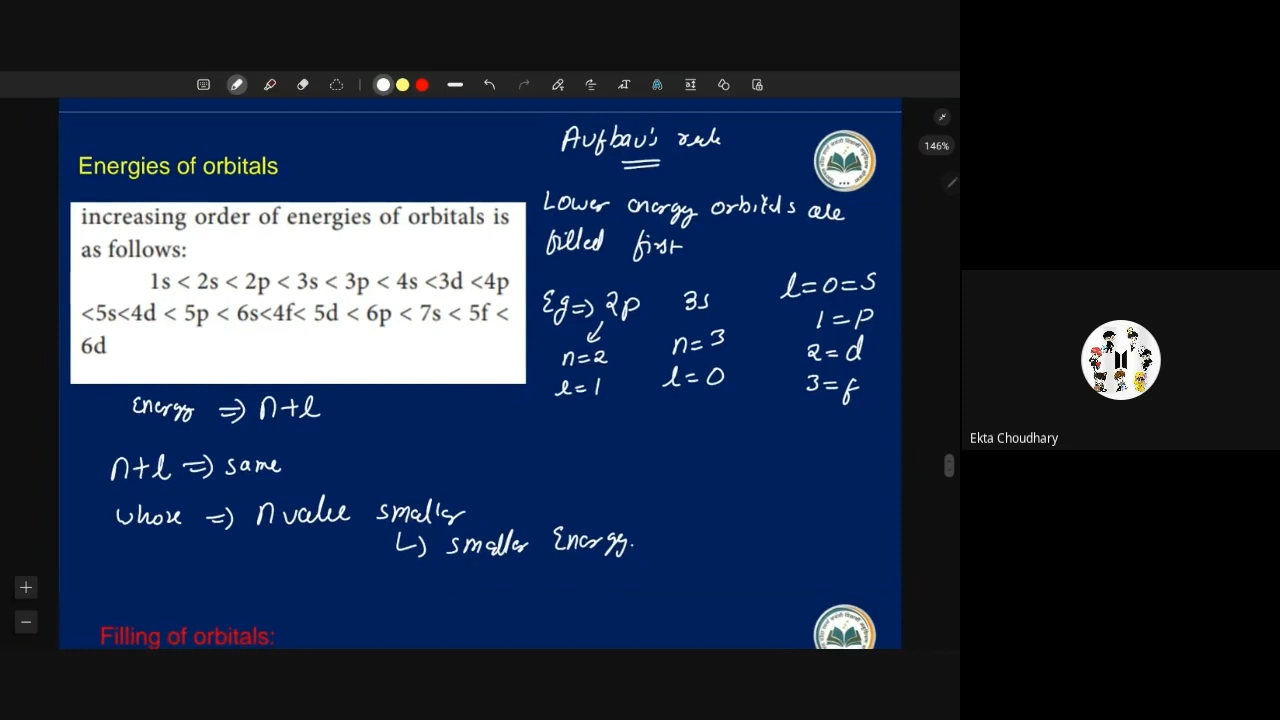 146%
Energies of orbitals
increasing order of energies of orbitals is
as follows:
1s < 2s < 2p < 3s < 3p < 4s <3d <4p
<5s<4d < 5p < 6s<4f< 5d < 6p < 7s < 5f <
6d
Aufbau's rule
Lower energy orbitals are
filled first
Eg => 2p 3s
n=2 n=3
l=1 l=0
l=0=S
1=P
2=d
3=f
Energy => n+l
n+l => same
whose => n value smaller
↳ smaller Energy.
Filling of orbitals:
Ekta Choudhary